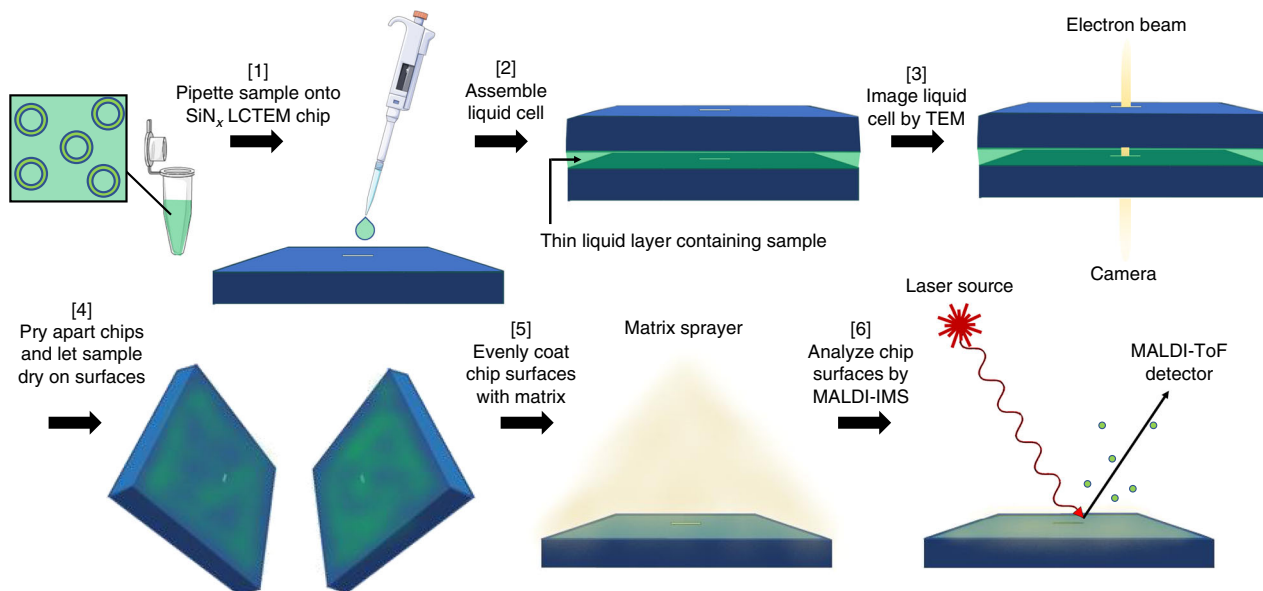 [1]
Pipette sample onto
SiNₓ LCTEM chip
[2]
Assemble
liquid cell
Thin liquid layer containing sample
[3]
Image liquid
cell by TEM
Electron beam
Camera
[4]
Pry apart chips
and let sample
dry on surfaces
[5]
Evenly coat
chip surfaces
with matrix
Matrix sprayer
[6]
Analyze chip
surfaces by
MALDI-IMS
Laser source
MALDI-ToF
detector